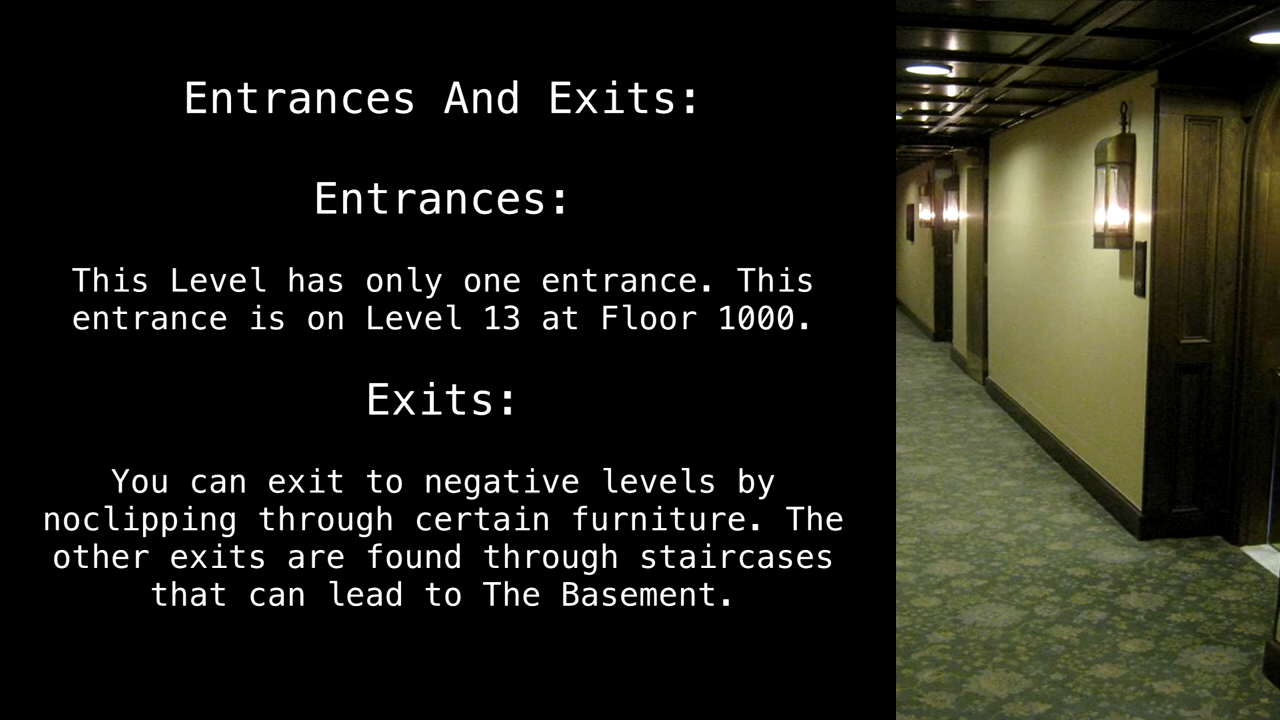 Entrances And Exits:
Entrances:
This Level has only one entrance. This
entrance is on Level 13 at Floor 1000.
Exits:
You can exit to negative levels by
noclipping through certain furniture. The
other exits are found through staircases
that can lead to The Basement.